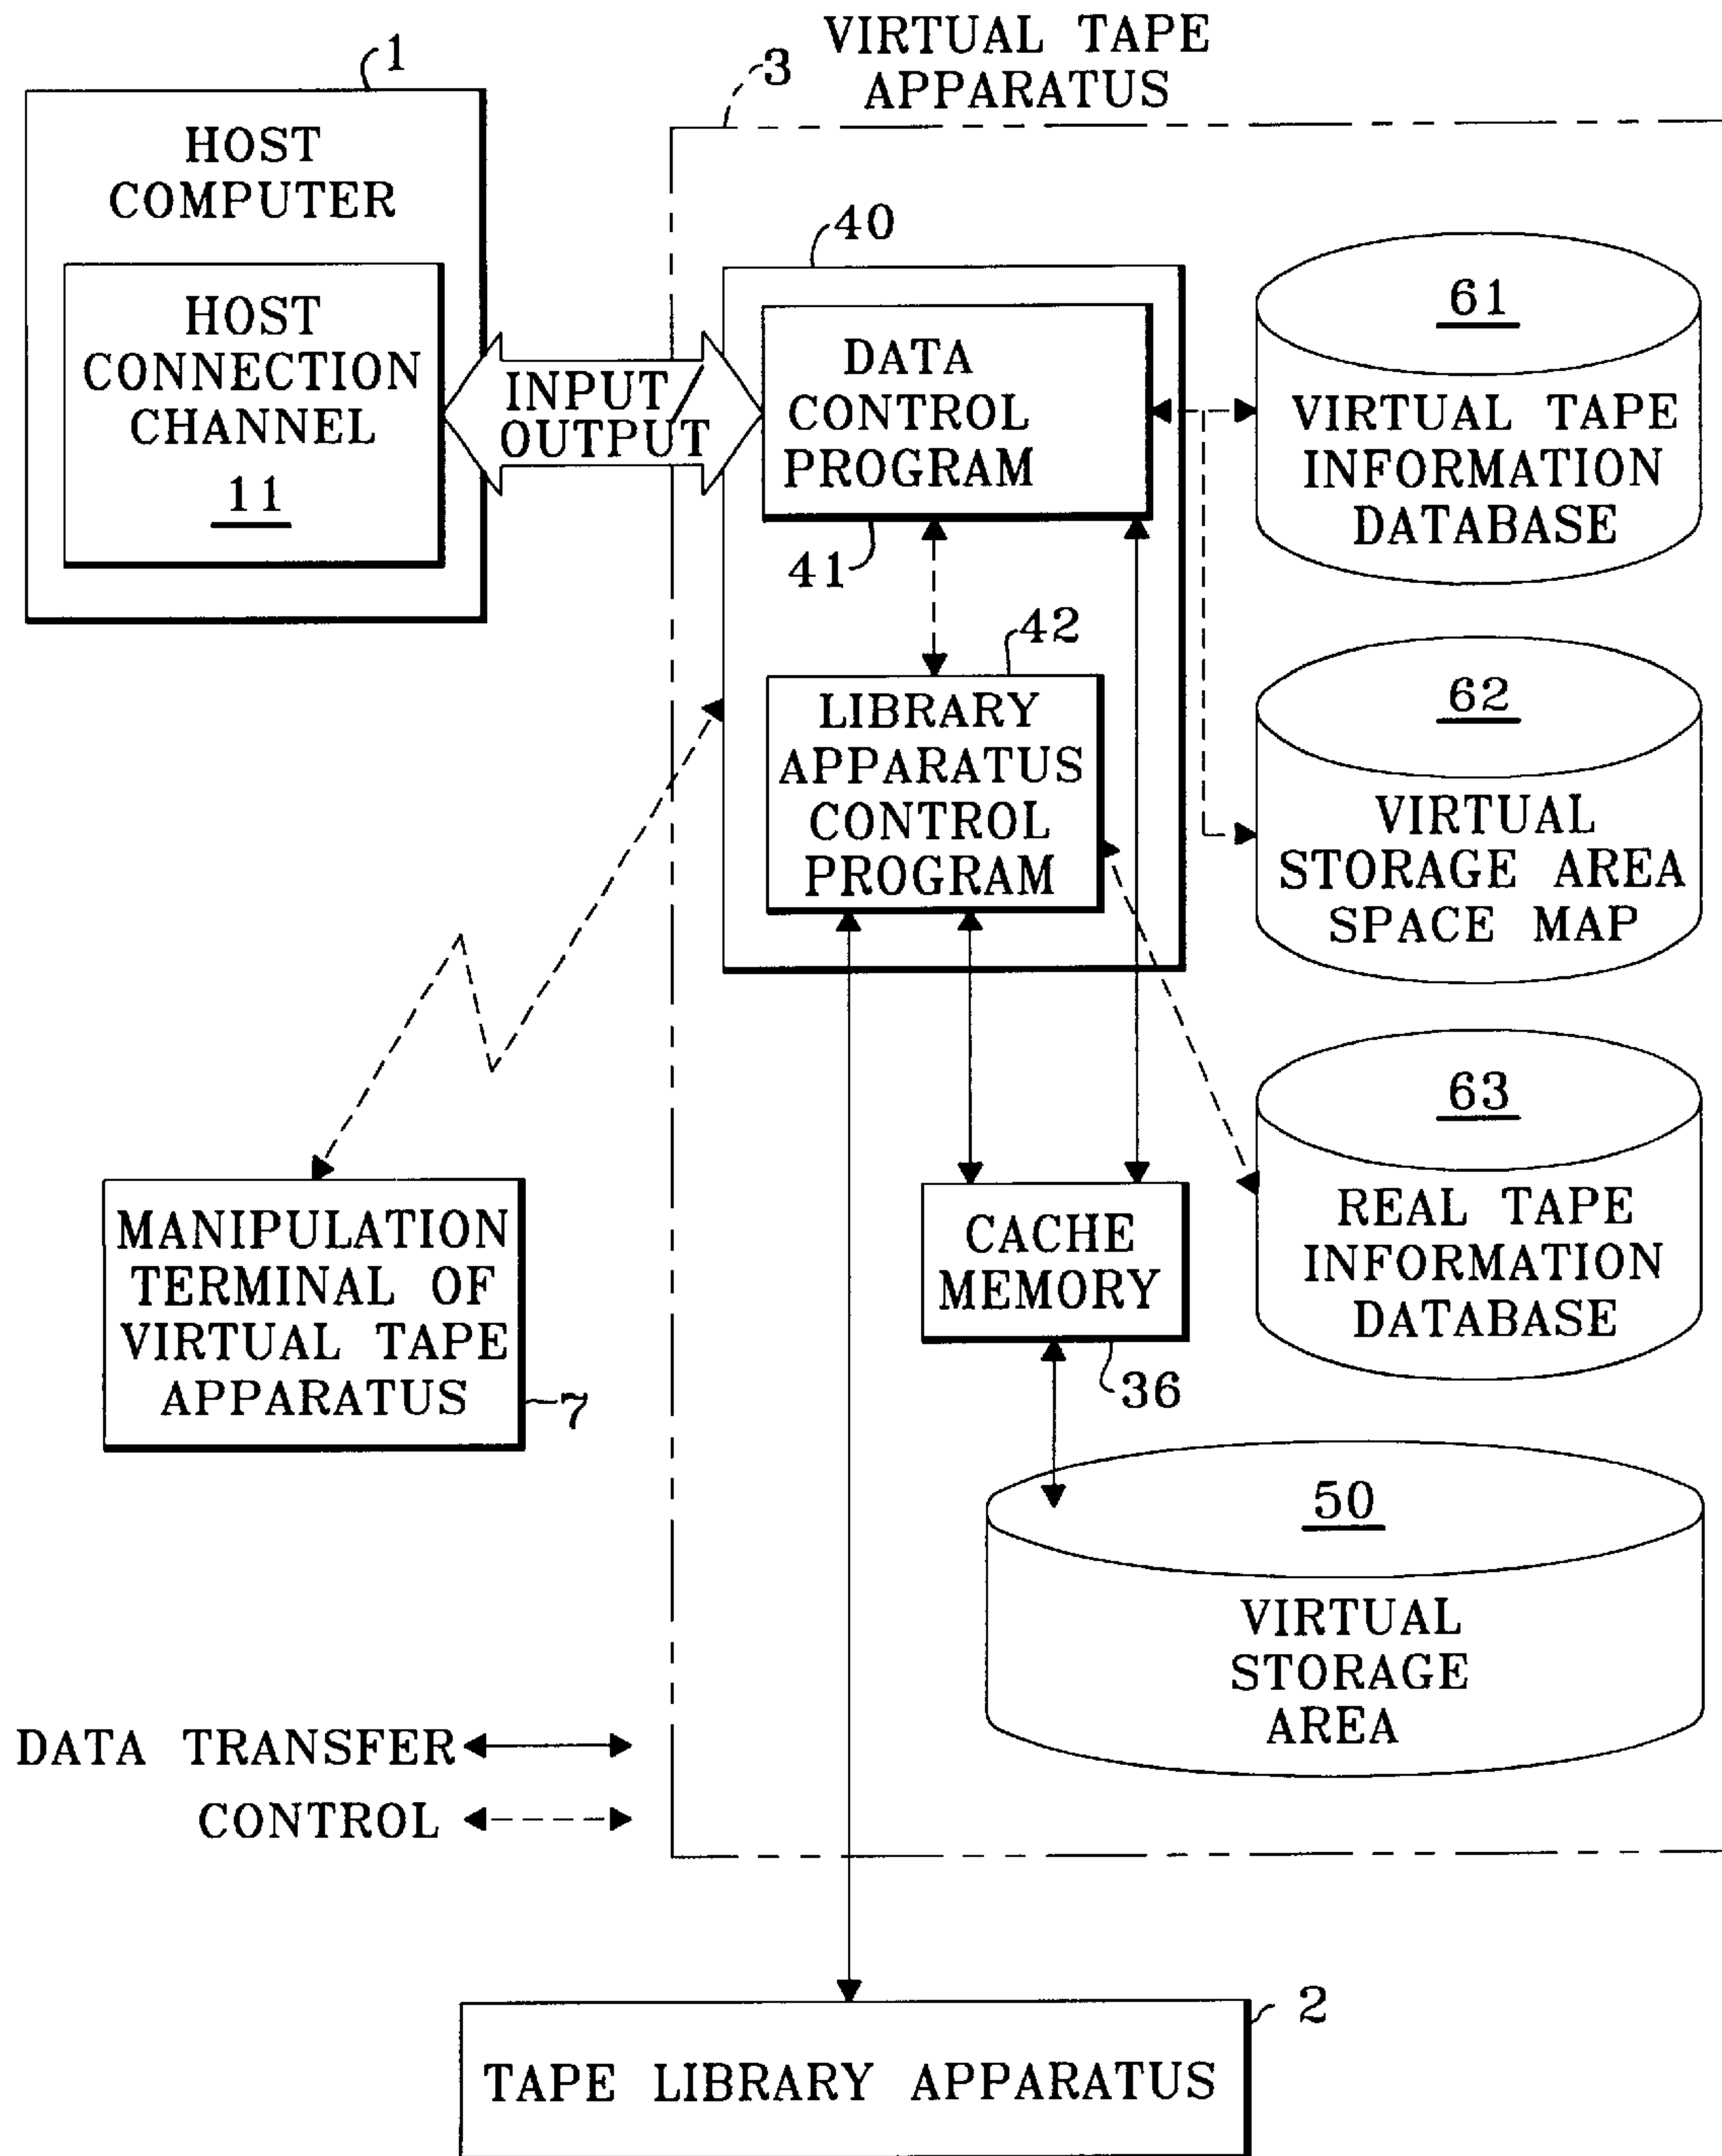 1
HOST
COMPUTER
HOST
CONNECTION
CHANNEL
11
INPUT/
OUTPUT
3
VIRTUAL TAPE
APPARATUS
40
DATA
CONTROL
PROGRAM
41
42
LIBRARY
APPARATUS
CONTROL
PROGRAM
61
VIRTUAL TAPE
INFORMATION
DATABASE
62
VIRTUAL
STORAGE AREA
SPACE MAP
63
REAL TAPE
INFORMATION
DATABASE
MANIPULATION
TERMINAL OF
VIRTUAL TAPE
APPARATUS
7
CACHE
MEMORY
36
50
VIRTUAL
STORAGE
AREA
DATA TRANSFER
CONTROL
2
TAPE LIBRARY APPARATUS